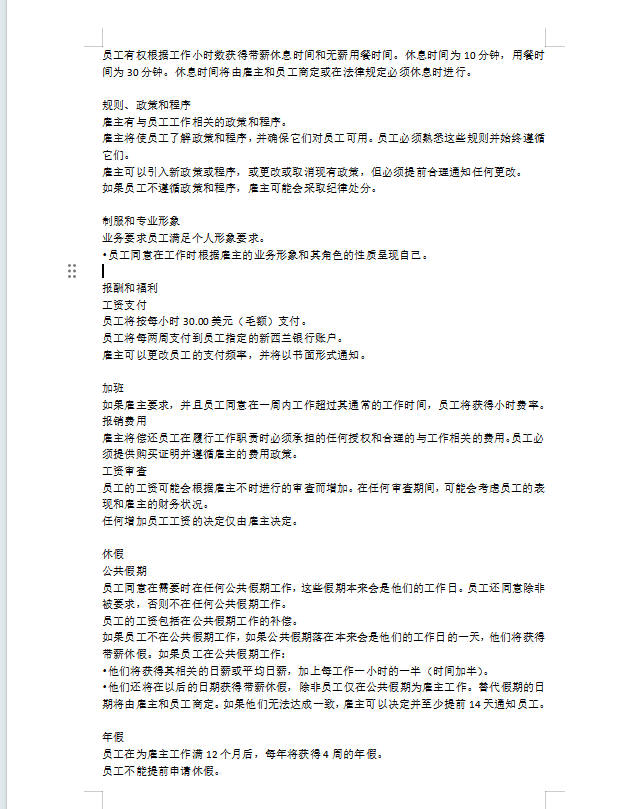 员工有权根据工作小时数获得带薪休息时间和无薪用餐时间。休息时间为 10 分钟，用餐时
间为 30 分钟。休息时间将由雇主和员工商定或在法律规定必须休息时进行。
规则、政策和程序
雇主有与员工工作相关的政策和程序。
雇主将使员工了解政策和程序，并确保它们对员工可用。员工必须熟悉这些规则并始终遵循
它们。
雇主可以引入新政策或程序，或更改或取消现有政策，但必须提前合理通知任何更改。
如果员工不遵循政策和程序，雇主可能会采取纪律处分。
制服和专业形象
业务要求员工满足个人形象要求。
•员工同意在工作时根据雇主的业务形象和其角色的性质呈现自己。
报酬和福利
工资支付
员工将按每小时 30.00 美元（毛额）支付。
员工将每两周支付到员工指定的新西兰银行账户。
雇主可以更改员工的支付频率，并将以书面形式通知。
加班
如果雇主要求，并且员工同意在一周内工作超过其通常的工作时间，员工将获得小时费率。
报销费用
雇主将偿还员工在履行工作职责时必须承担的任何授权和合理的与工作相关的费用。员工必
须提供购买证明并遵循雇主的费用政策。
工资审查
员工的工资可能会根据雇主不时进行的审查而增加。在任何审查期间，可能会考虑员工的表
现和雇主的财务状况。
任何增加员工工资的决定仅由雇主决定。
休假
公共假期
员工同意在需要时在任何公共假期工作，这些假期本来会是他们的工作日。员工还同意除非
被要求，否则不在任何公共假期工作。
员工的工资包括在公共假期工作的补偿。
如果员工不在公共假期工作，如果公共假期落在本来会是他们的工作日的一天，他们将获得
带薪休假。如果员工在公共假期工作：
•他们将获得其相关的日薪或平均日薪，加上每工作一小时的一半（时间加半）。
•他们还将在以后的日期获得带薪休假，除非员工仅在公共假期为雇主工作。替代假期的日
期将由雇主和员工商定。如果他们无法达成一致，雇主可以决定并至少提前 14 天通知员工。
年假
员工在为雇主工作满 12 个月后，每年将获得 4 周的年假。
员工不能提前申请休假。